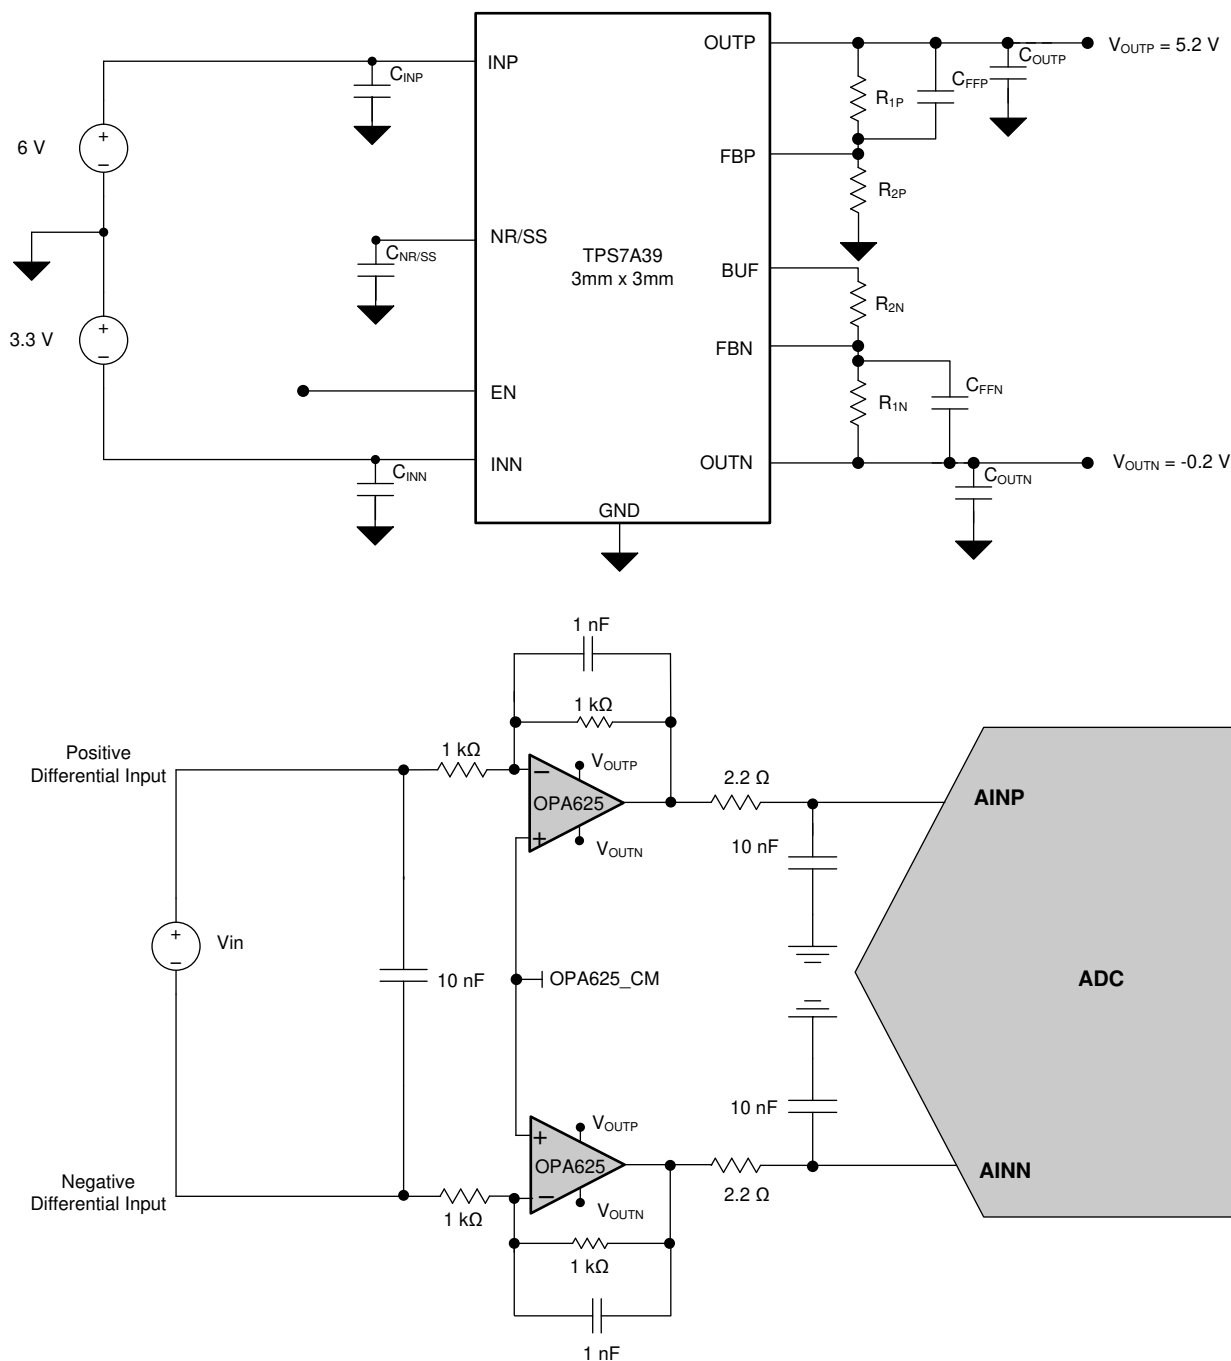 OUTP
V_OUTP = 5.2 V
C_OUTP
INP
C_INP
C_FFP
R_1P
6 V
+
−
FBP
R_2P
NR/SS
C_NR/SS
TPS7A39
3mm x 3mm
BUF
R_2N
3.3 V
+
−
FBN
C_FFN
EN
R_1N
INN
C_INN
OUTN
V_OUTN = -0.2 V
C_OUTN
GND
1 nF
1 kΩ
Positive
Differential Input
1 kΩ
V_OUTP
−
OPA625
+
V_OUTN
2.2 Ω
AINP
10 nF
+
−
Vin
10 nF
OPA625_CM
ADC
10 nF
V_OUTP
+
OPA625
−
V_OUTN
Negative
Differential Input
1 kΩ
2.2 Ω
AINN
1 kΩ
1 nF